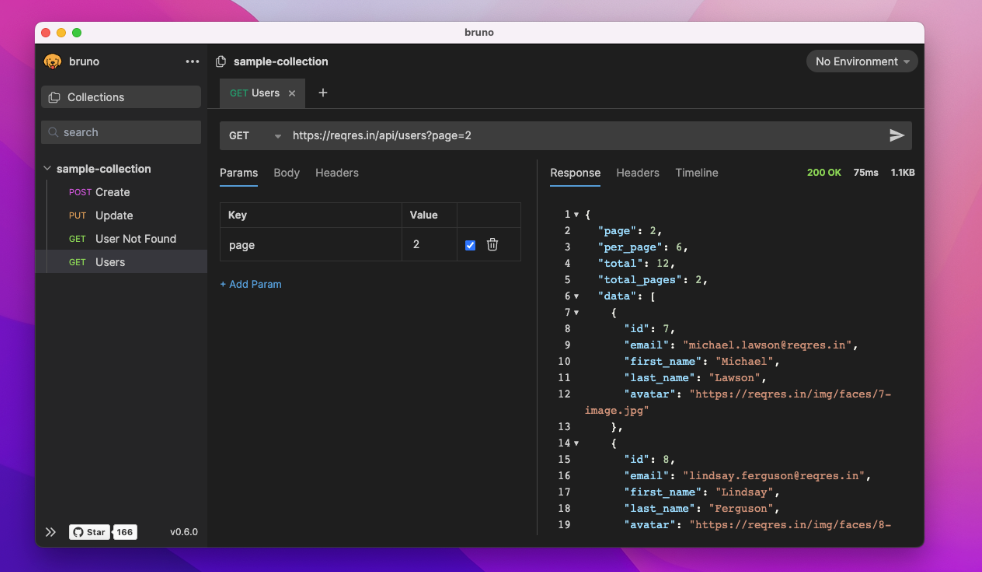 bruno
bruno
sample-collection
No Environment
Collections
GET Users
search
GET
https://reqres.in/api/users?page=2
sample-collection
POST Create
PUT Update
GET User Not Found
GET Users
Params
Body
Headers
Key
Value
page
2
+ Add Param
Response
Headers
Timeline
200 OK
75ms
1.1KB
1 {
2 "page": 2,
3 "per_page": 6,
4 "total": 12,
5 "total_pages": 2,
6 "data": [
7 {
8 "id": 7,
9 "email": "michael.lawson@reqres.in",
10 "first_name": "Michael",
11 "last_name": "Lawson",
12 "avatar": "https://reqres.in/img/faces/7-
image.jpg"
13 },
14 {
15 "id": 8,
16 "email": "lindsay.ferguson@reqres.in",
17 "first_name": "Lindsay",
18 "last_name": "Ferguson",
19 "avatar": "https://reqres.in/img/faces/8-
Star
166
v0.6.0